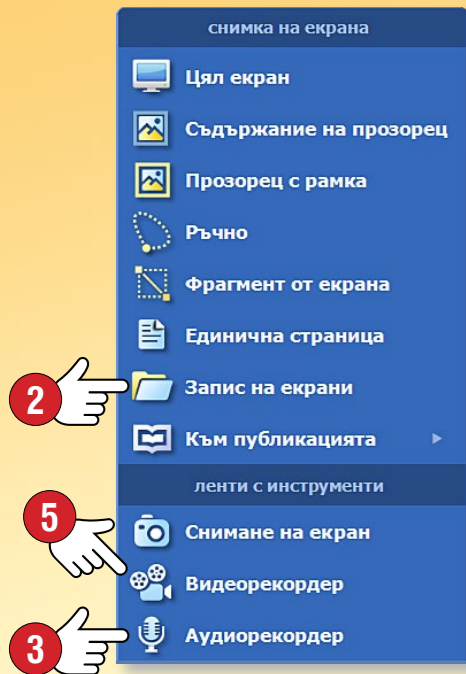 снимка на екрана
Цял екран
Съдържание на прозорец
Прозорец с рамка
Ръчно
Фрагмент от екрана
Единична страница
2
Запис на екрани
Към публикацията
ленти с инструменти
5
Снимане на екран
Видеорекордер
3
Аудиорекордер